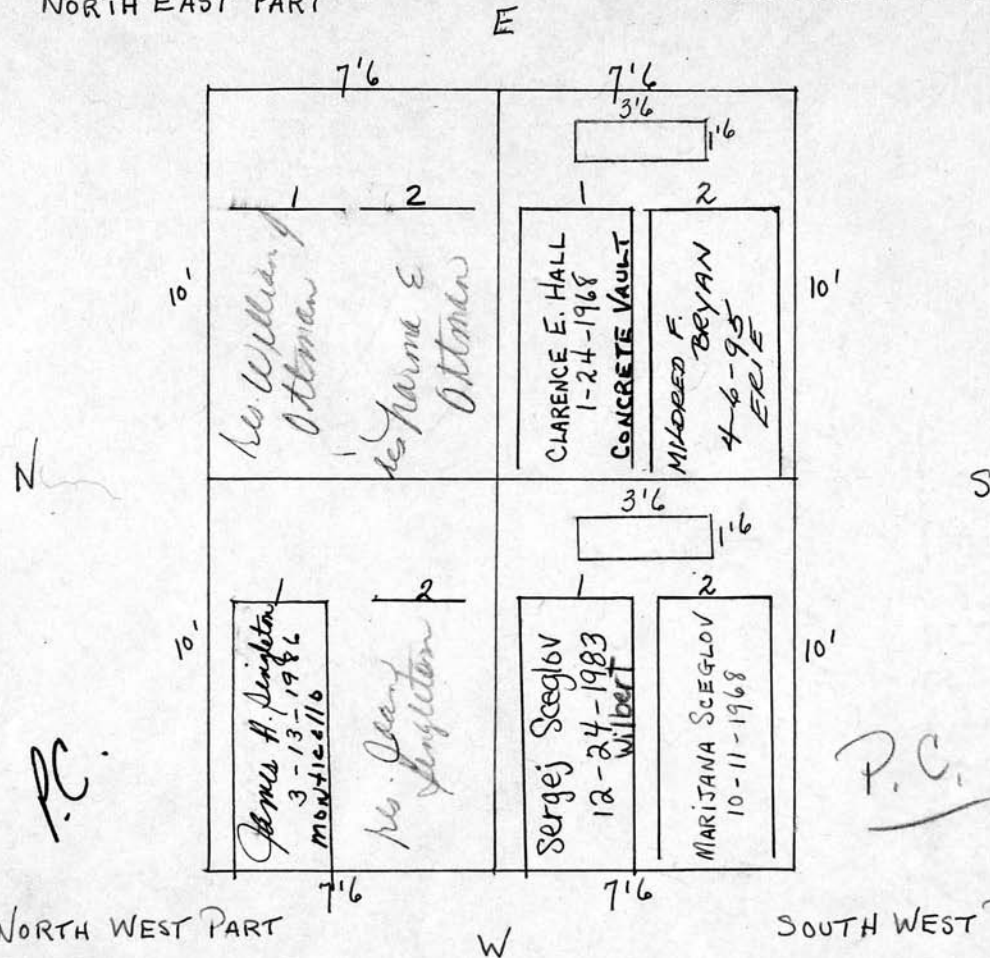 NORTH EAST PART
E
7'6
7'6
3'6
1'6
1
2
1
2
10'
10'
res. William J
Ottman
res Norma E
Ottman
CLARENCE E. HALL
1-24-1968
CONCRETE VAULT
MILDRED F.
BRYAN
4-6-95
ERIE
N
S
3'6
1'6
1
2
1
2
10'
10'
James H. Singleton
3-13-1986
Monticello
res. Jean
Singleton
Sergej Sceglov
12-24-1983
Wilbert
MARIJANA SCEGLOV
10-11-1968
P.C.
P.C.
7'6
7'6
NORTH WEST PART
W
SOUTH WEST